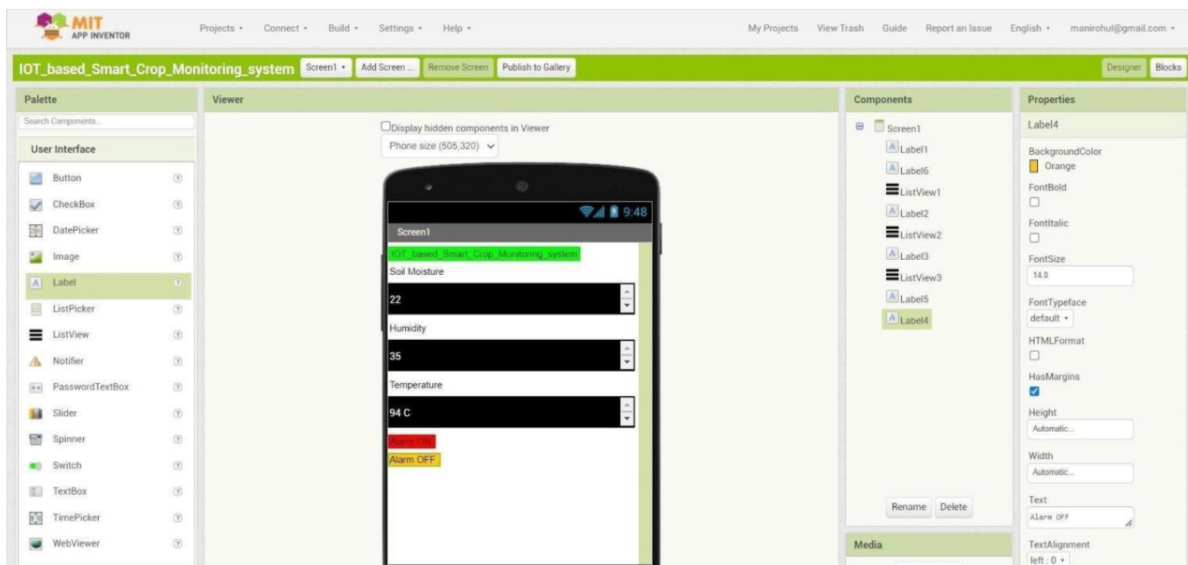 MIT
APP INVENTOR
Projects Connect Build Settings Help My Projects View Trash Guide Report an Issue English manirohul@gmail.com
IOT_based_Smart_Crop_Monitoring_system Screen1 Add Screen ... Remove Screen Publish to Gallery Designer Blocks
Palette
Search Components...
User Interface
Button
CheckBox
DatePicker
Image
Label
ListPicker
ListView
Notifier
PasswordTextBox
Slider
Spinner
Switch
TextBox
TimePicker
WebViewer
Viewer
Display hidden components in Viewer
Phone size (505,320)
9:48
Screen1
IOT_based_Smart_Crop_Monitoring_system
Soil Moisture
22
Humidity
35
Temperature
94 C
Alarm ON
Alarm OFF
Components
Screen1
Label1
Label6
ListView1
Label2
ListView2
Label3
ListView3
Label5
Label4
Rename Delete
Media
Properties
Label4
BackgroundColor
Orange
FontBold
FontItalic
FontSize
14.0
FontTypeface
default
HTMLFormat
HasMargins
Height
Automatic...
Width
Automatic...
Text
Alarm OFF
TextAlignment
left : 0